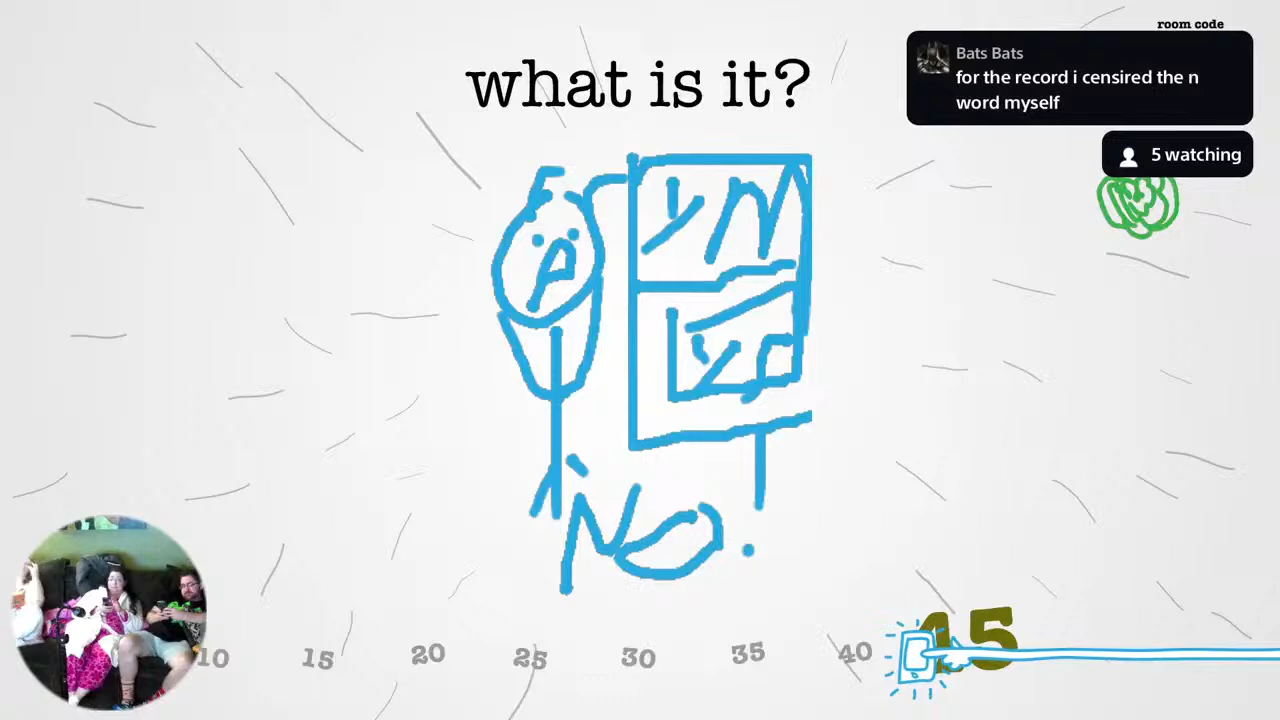 room code
what is it?
Bats Bats
for the record i censired the n
word myself
5 watching
NO.
10 15 20 25 30 35 40 45